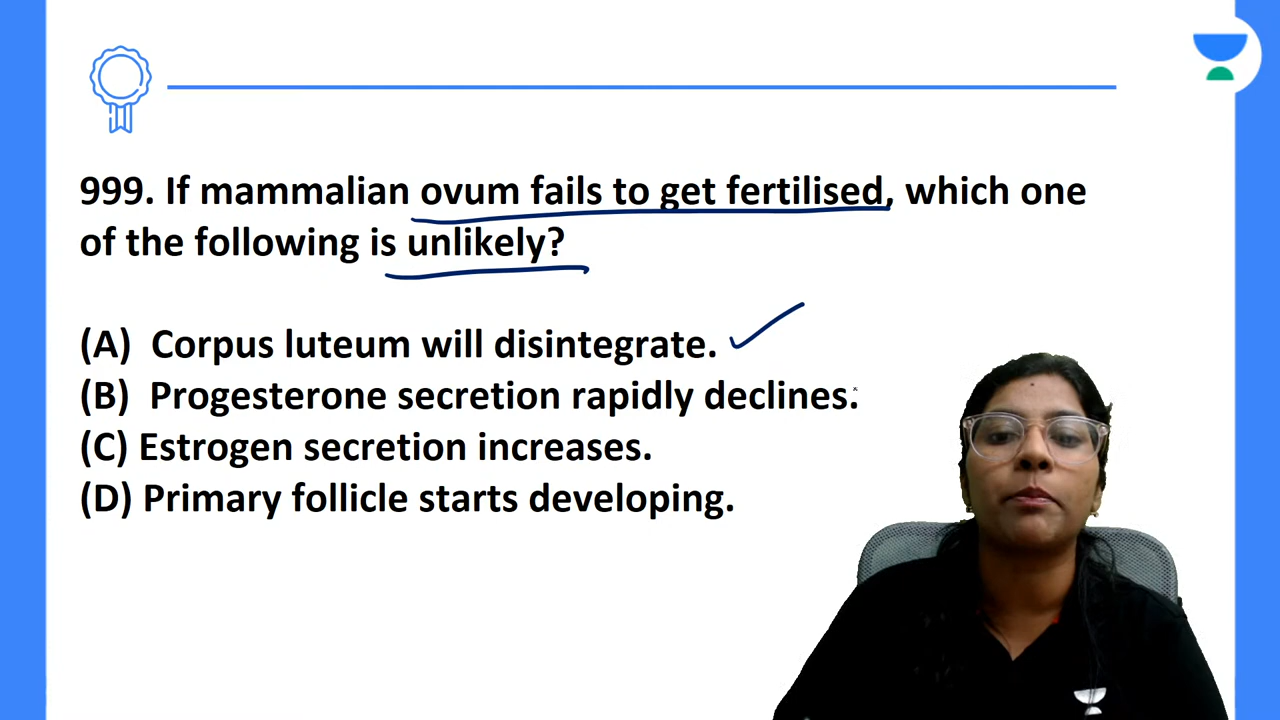 999. If mammalian ovum fails to get fertilised, which one
of the following is unlikely?
(A) Corpus luteum will disintegrate.
(B) Progesterone secretion rapidly declines.
(C) Estrogen secretion increases.
(D) Primary follicle starts developing.